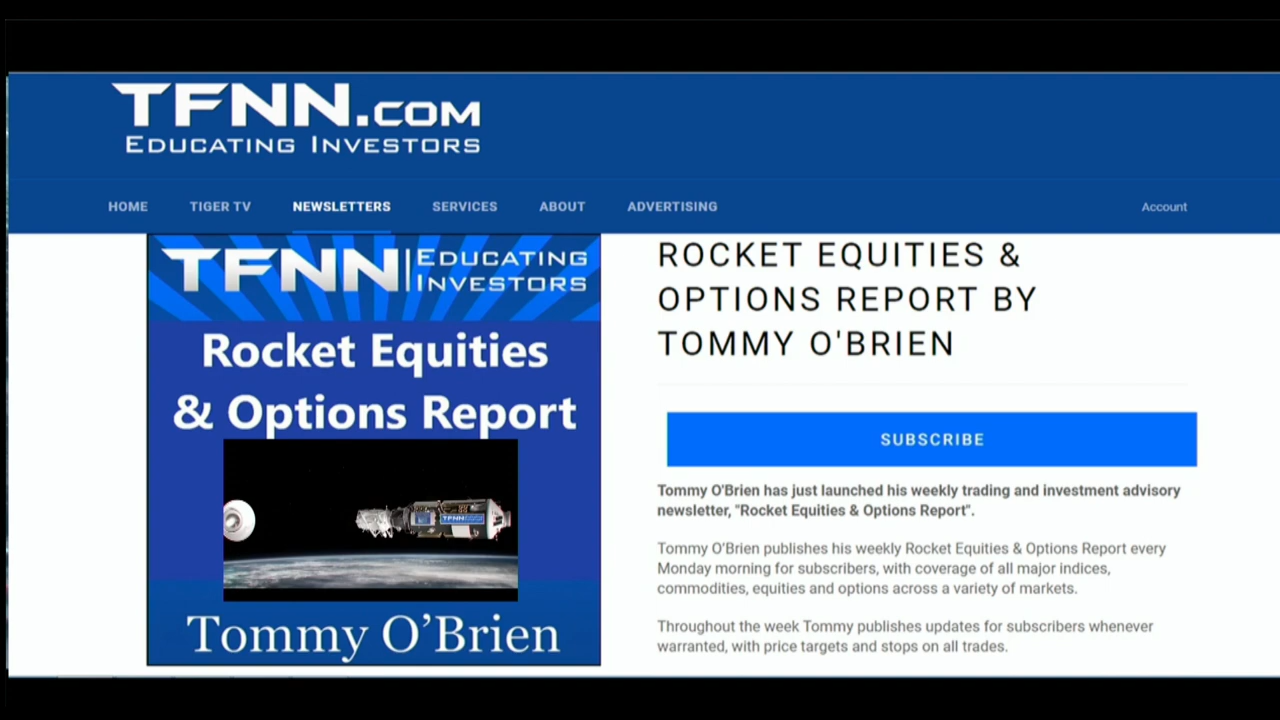 TFNN.COM
EDUCATING INVESTORS
HOME TIGER TV NEWSLETTERS SERVICES ABOUT ADVERTISING Account
TFNN EDUCATING
INVESTORS
Rocket Equities
& Options Report
TFNN
Tommy O’Brien
ROCKET EQUITIES &
OPTIONS REPORT BY
TOMMY O'BRIEN
SUBSCRIBE
Tommy O'Brien has just launched his weekly trading and investment advisory
newsletter, "Rocket Equities & Options Report".
Tommy O’Brien publishes his weekly Rocket Equities & Options Report every
Monday morning for subscribers, with coverage of all major indices,
commodities, equities and options across a variety of markets.
Throughout the week Tommy publishes updates for subscribers whenever
warranted, with price targets and stops on all trades.